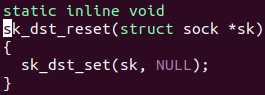 static inline void
sk_dst_reset(struct sock *sk)
{
  sk_dst_set(sk, NULL);
}